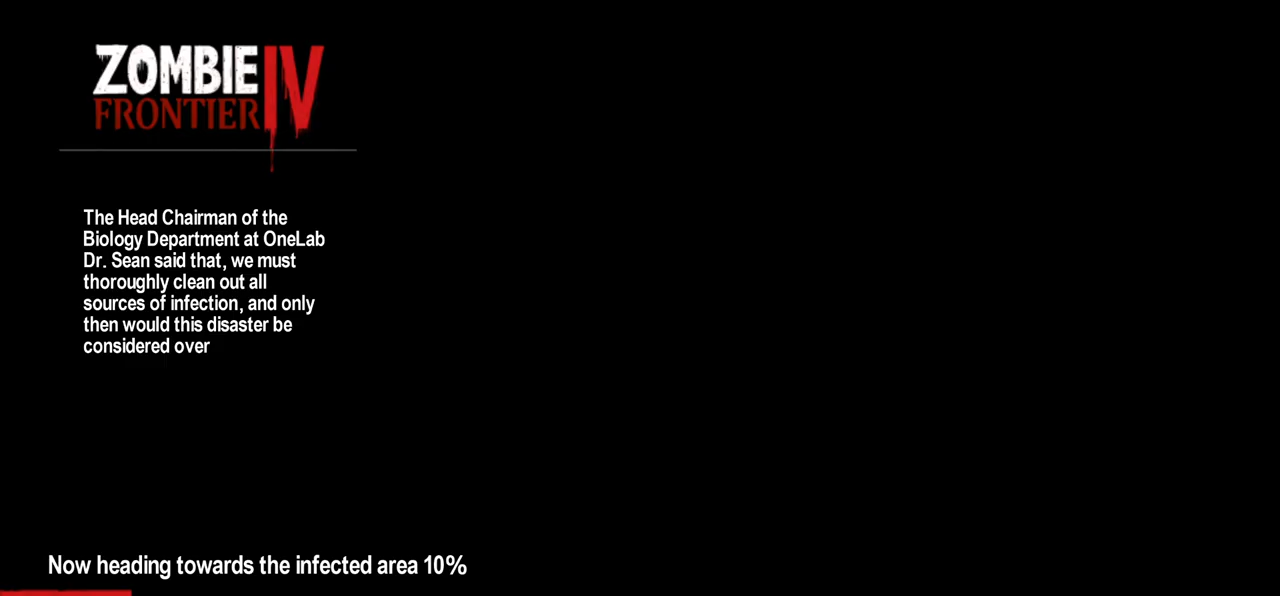 ZOMBIE IV
FRONTIER
The Head Chairman of the
Biology Department at OneLab
Dr. Sean said that, we must
thoroughly clean out all
sources of infection, and only
then would this disaster be
considered over
Now heading towards the infected area 10%